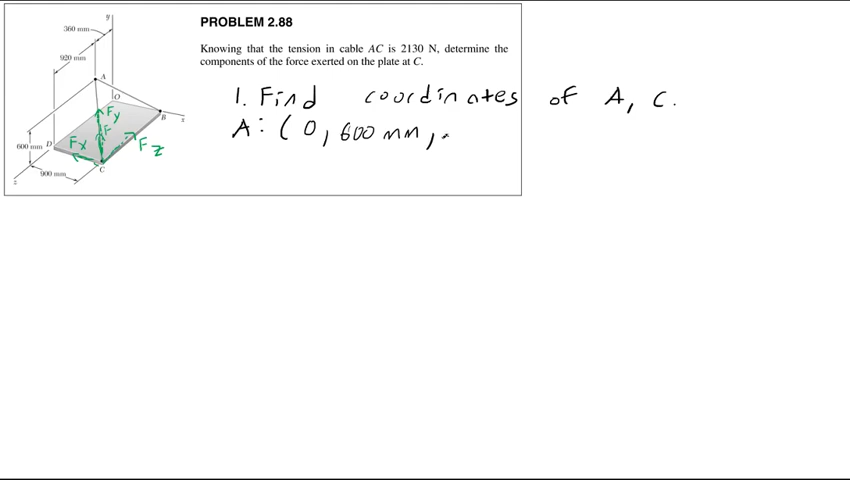 PROBLEM 2.88
Knowing that the tension in cable AC is 2130 N, determine the
components of the force exerted on the plate at C.
y
360 mm
920 mm
A
O
B
x
Fy
F
Fx
Fz
600 mm
D
C
900 mm
z
1. Find coordinates of A, C.
A: (0, 600 mm,